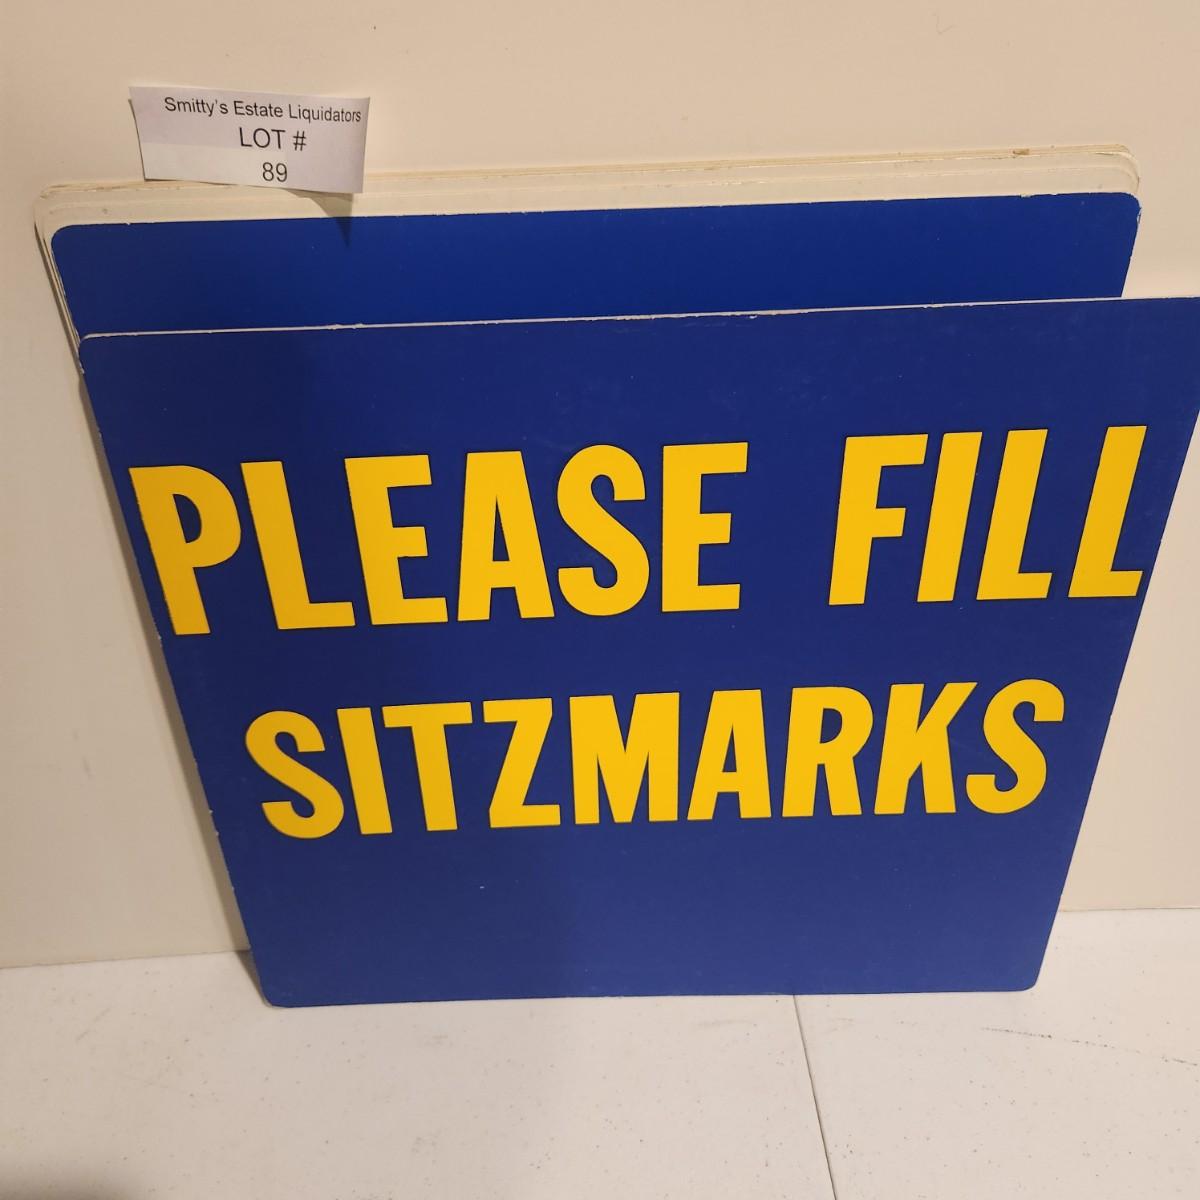 Smitty's Estate Liquidators
LOT #
89
PLEASE FILL
SITZMARKS